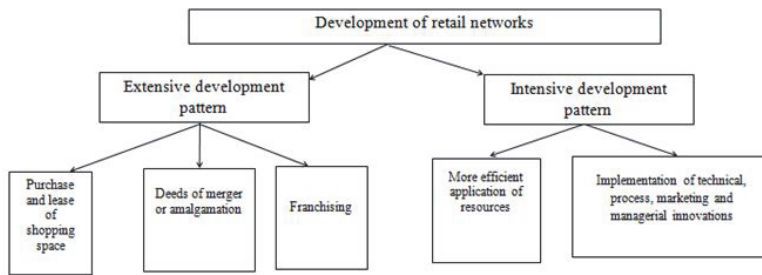 Development of retail networks
Extensive development
pattern
Intensive development
pattern
Purchase
and lease
of
shopping
space
Deeds of merger
or amalgamation
Franchising
More efficient
application of
resources
Implementation of technical,
process, marketing and
managerial innovations